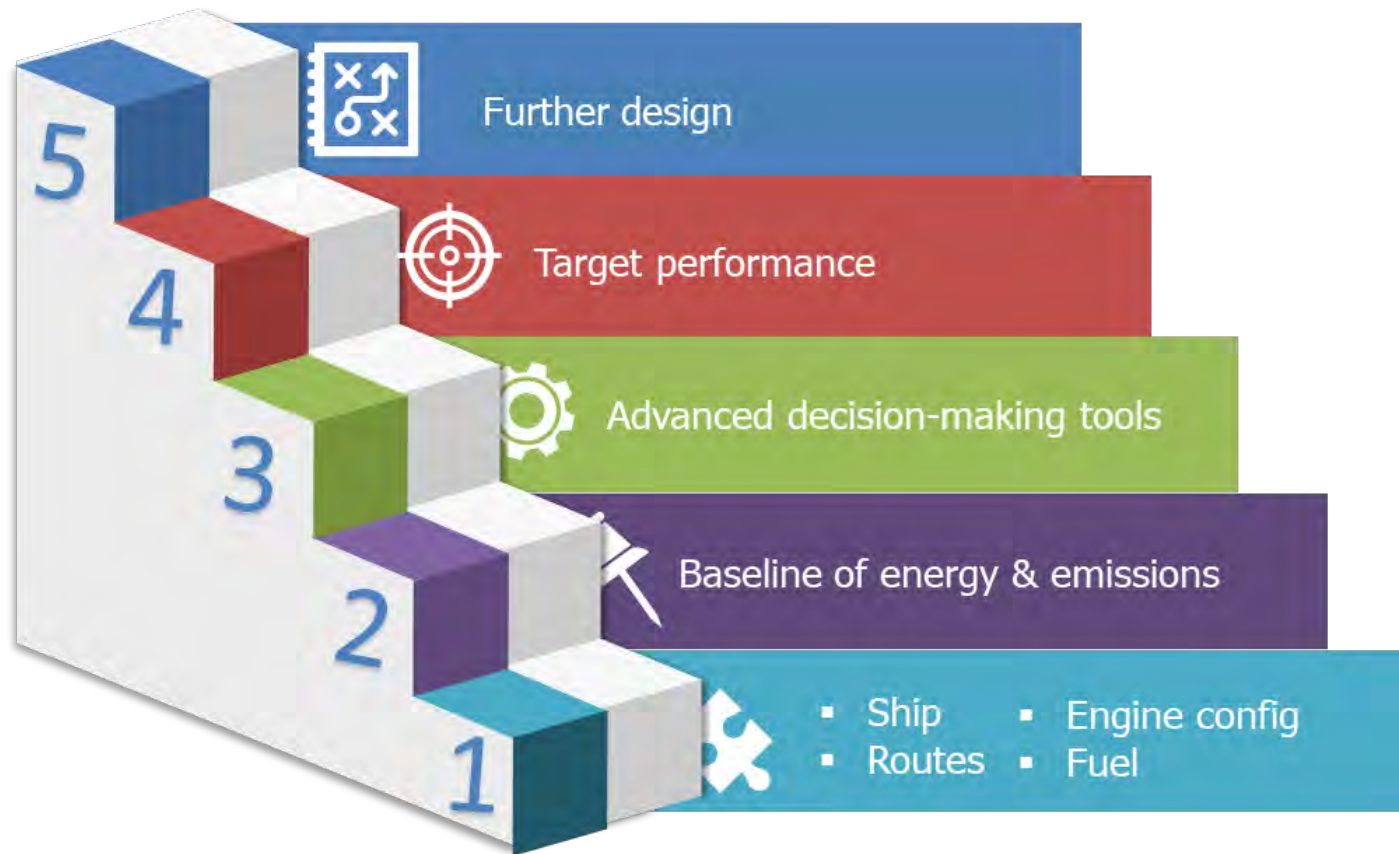 5
Further design
4
Target performance
3
Advanced decision-making tools
2
Baseline of energy & emissions
1
▪ Ship ▪ Engine config
▪ Routes ▪ Fuel